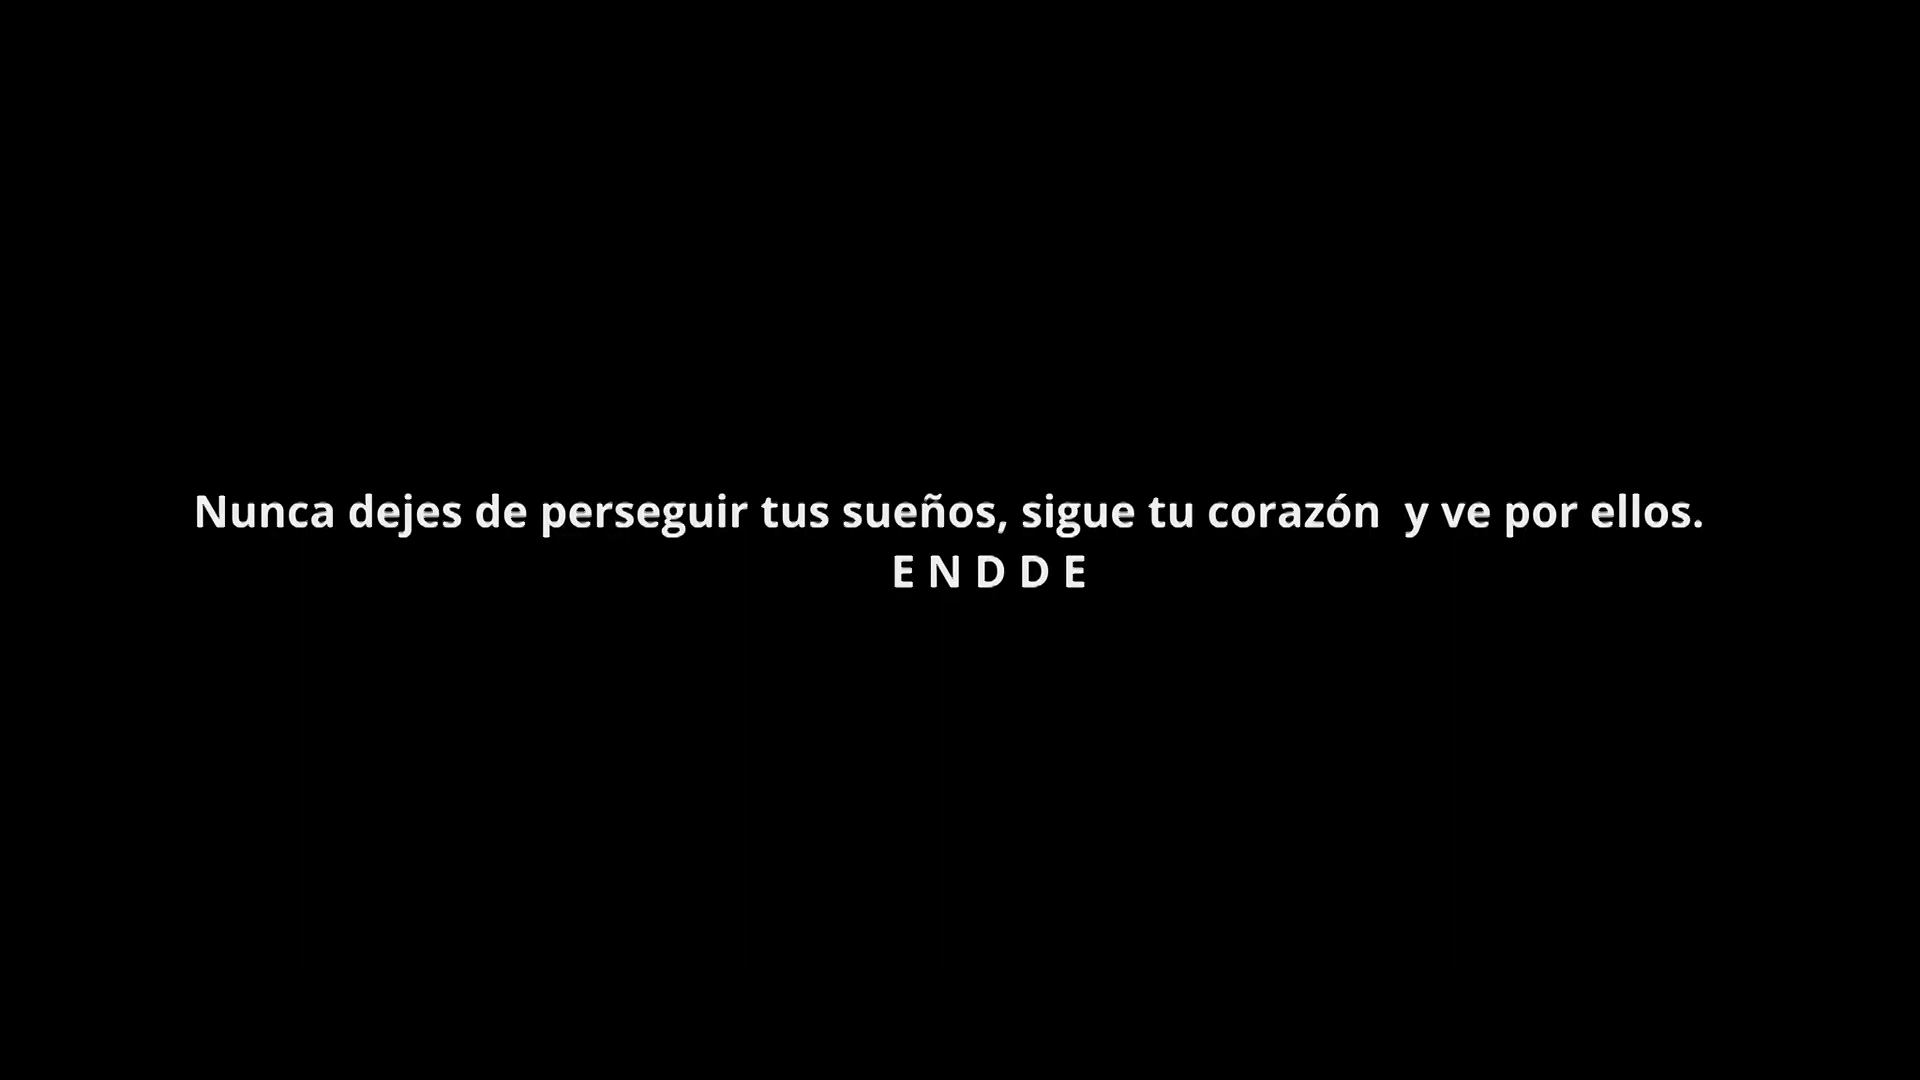 Nunca dejes de perseguir tus sueños, sigue tu corazón  y ve por ellos.
E N D D E